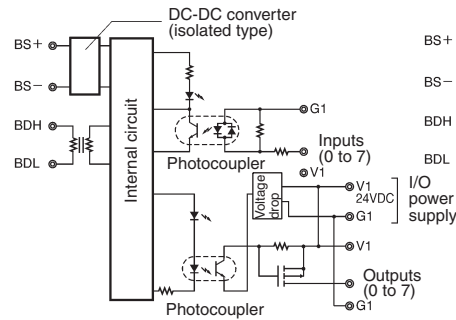 DC-DC converter
(isolated type)
BS+
BS−
BDH
BDL
Internal circuit
Photocoupler
G1
Inputs
(0 to 7)
V1
Voltage
drop
V1
24VDC
G1
I/O
power
supply
V1
Outputs
(0 to 7)
G1
Photocoupler
BS+
BS−
BDH
BDL